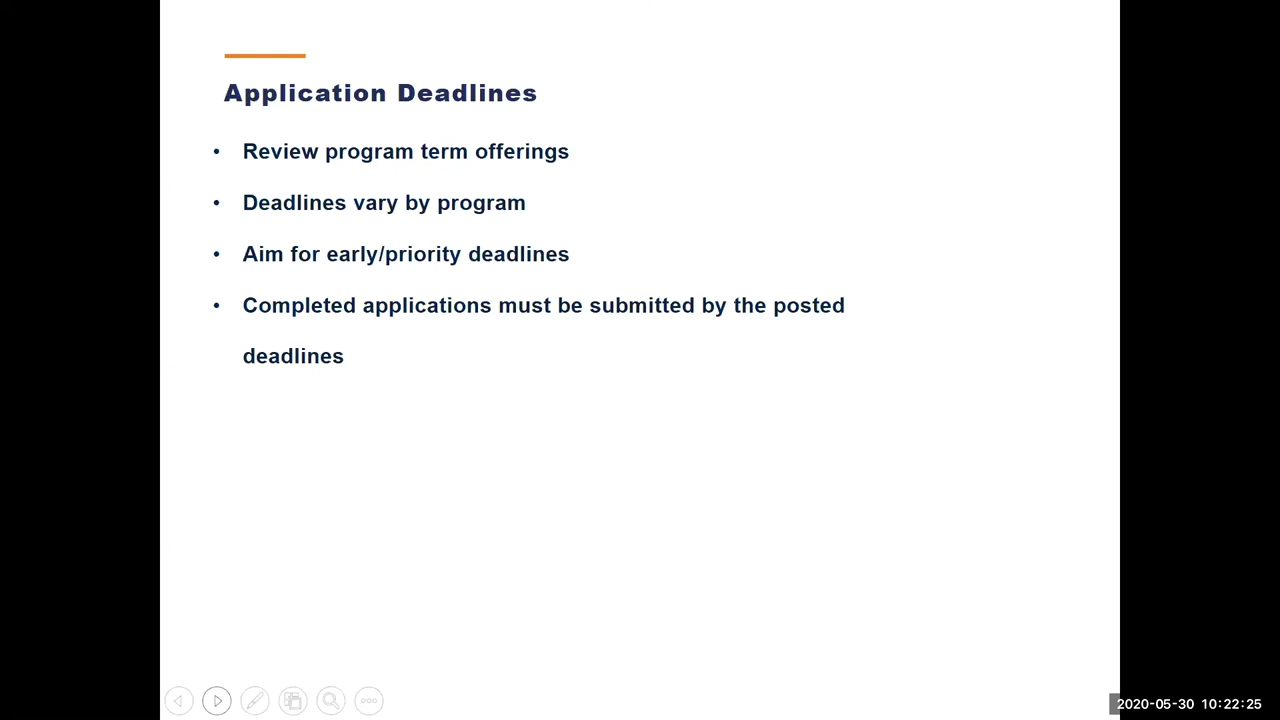 Application Deadlines
• Review program term offerings
• Deadlines vary by program
• Aim for early/priority deadlines
• Completed applications must be submitted by the posted
deadlines
2020-05-30 10:22:25